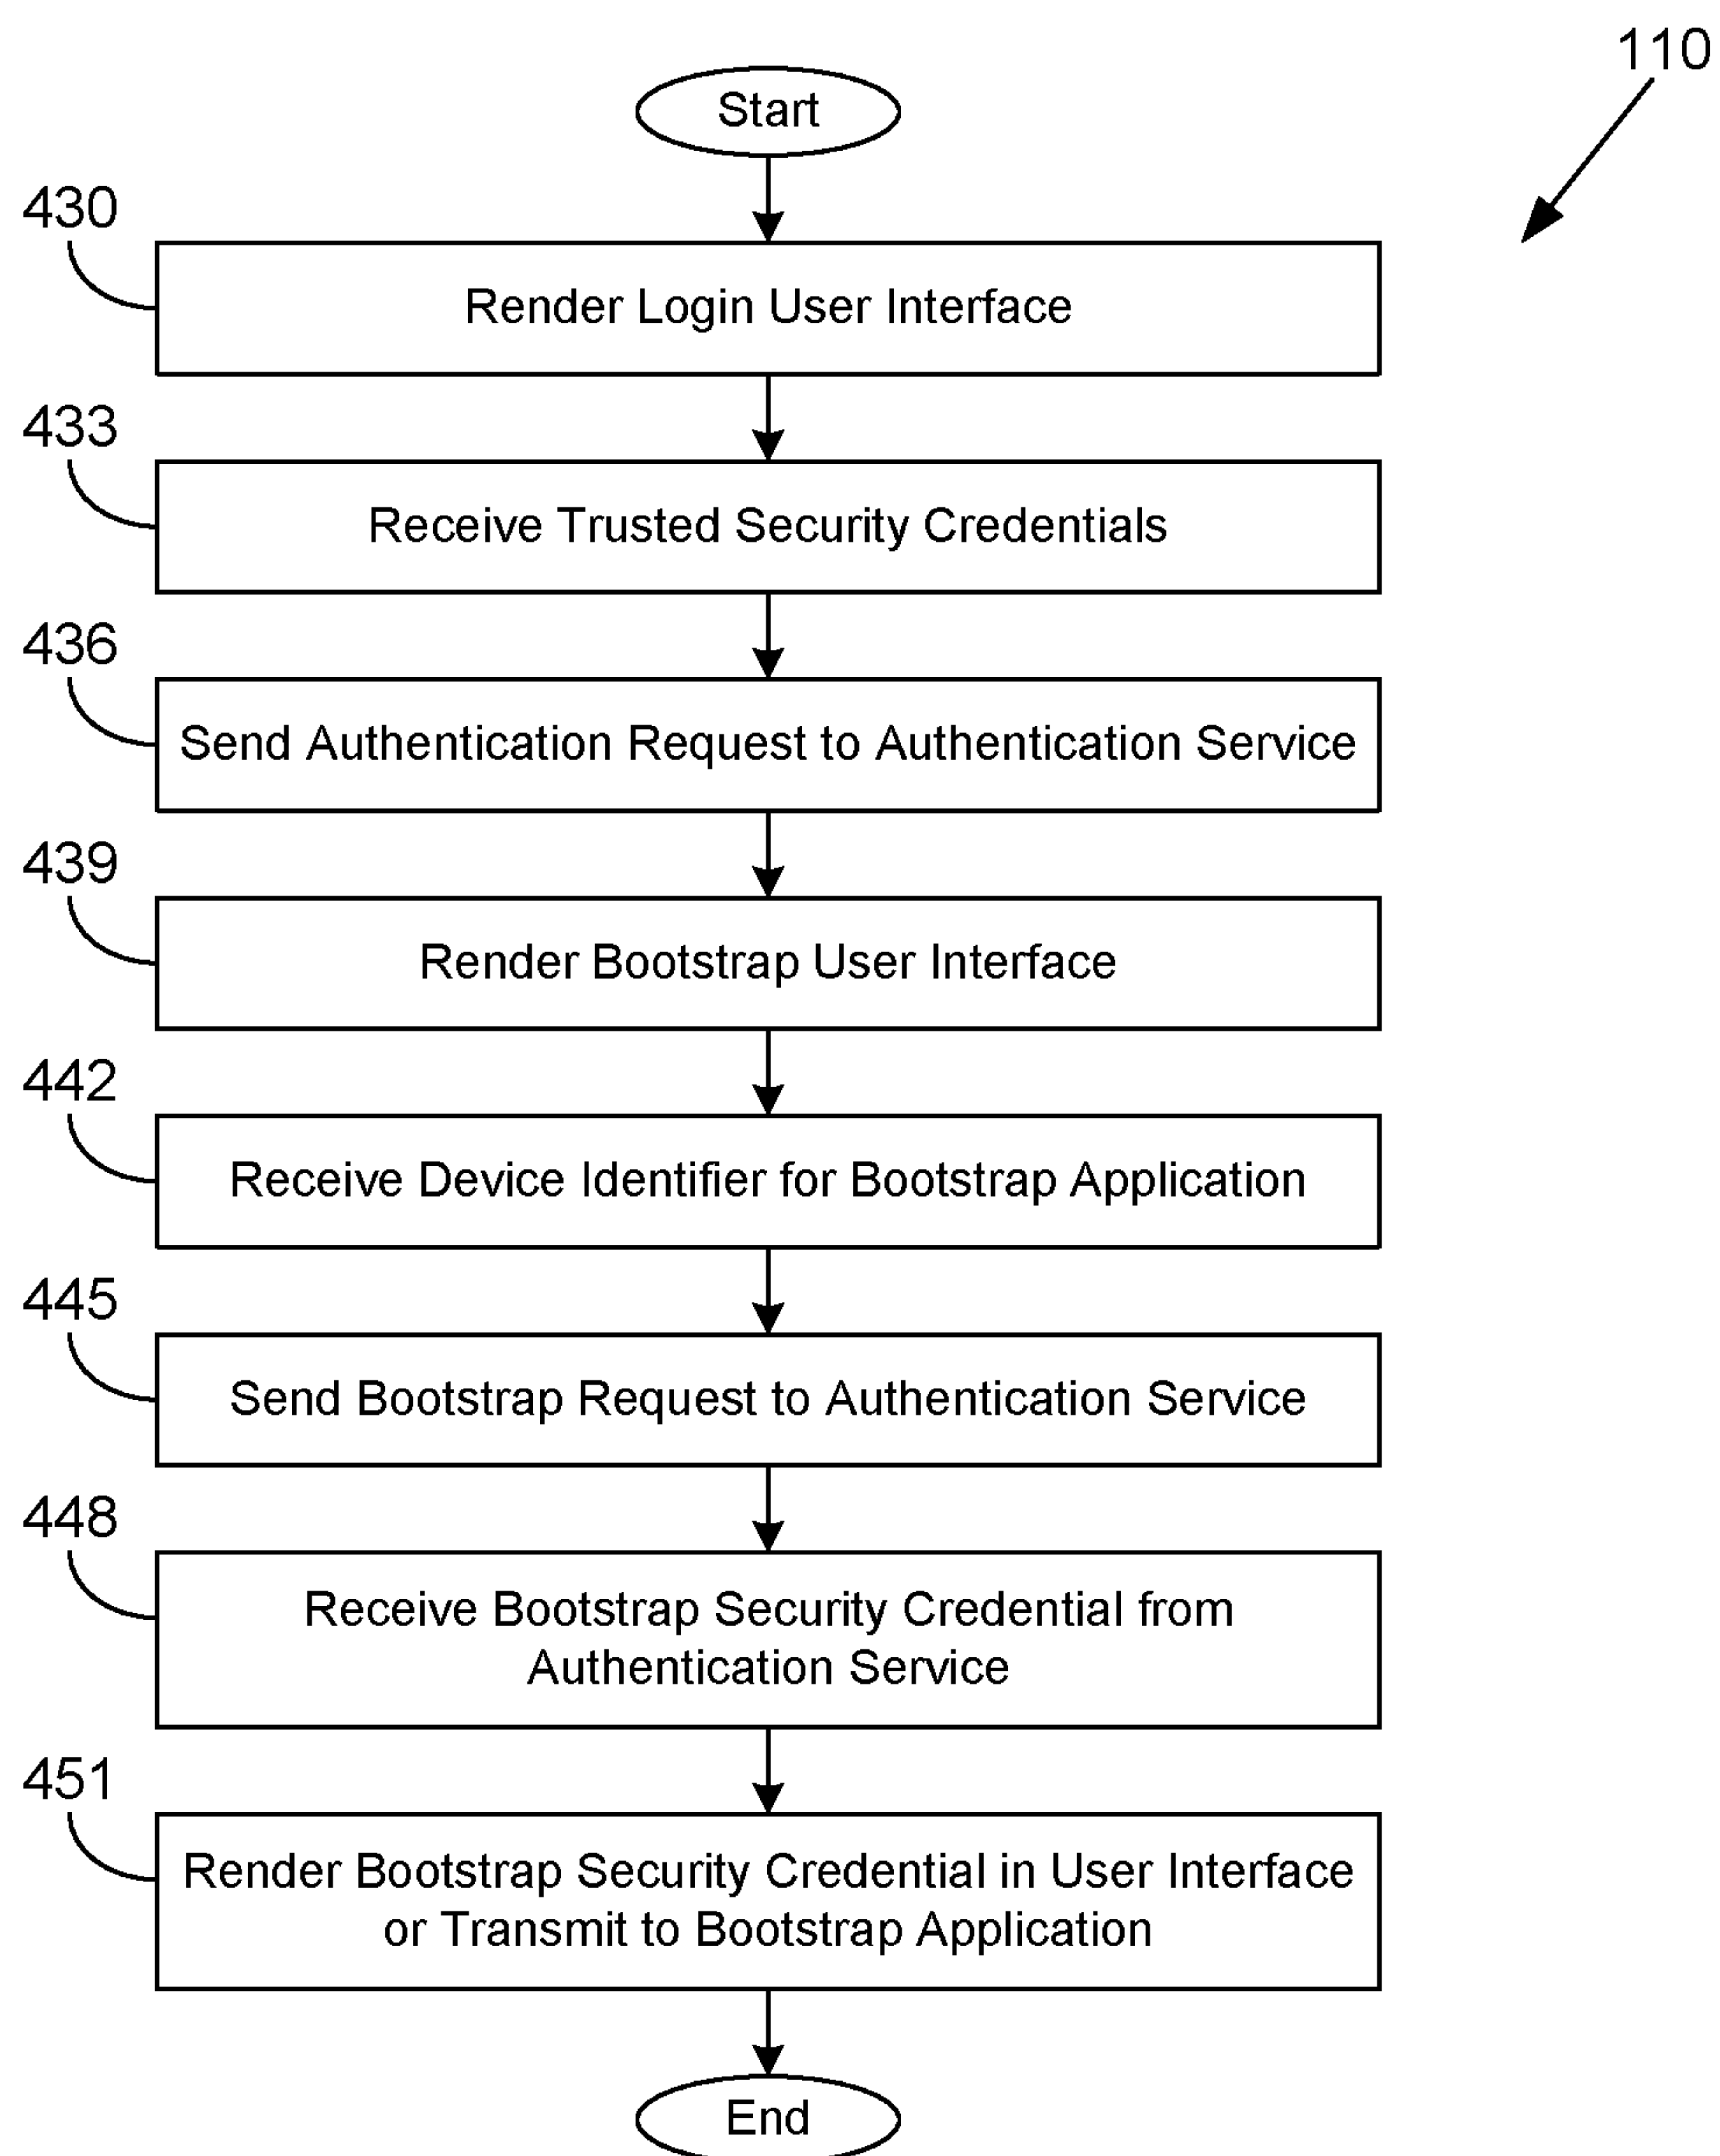 110
Start
430
Render Login User Interface
433
Receive Trusted Security Credentials
436
Send Authentication Request to Authentication Service
439
Render Bootstrap User Interface
442
Receive Device Identifier for Bootstrap Application
445
Send Bootstrap Request to Authentication Service
448
Receive Bootstrap Security Credential from
Authentication Service
451
Render Bootstrap Security Credential in User Interface
or Transmit to Bootstrap Application
End